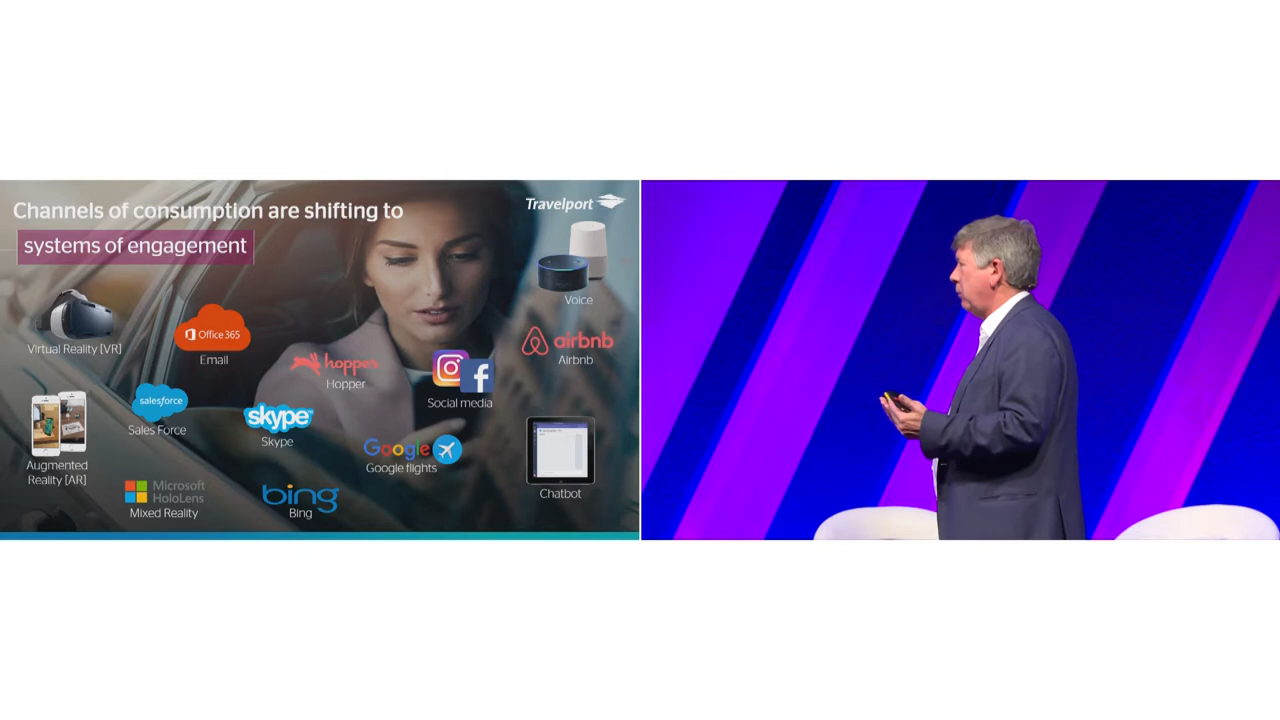 Channels of consumption are shifting to
systems of engagement
Travelport
Voice
Virtual Reality [VR]
Office 365
Email
hopper
Hopper
Social media
airbnb
Airbnb
salesforce
Sales Force
skype
Skype
Google
Google flights
Augmented
Reality [AR]
Microsoft
HoloLens
Mixed Reality
bing
Bing
Chatbot